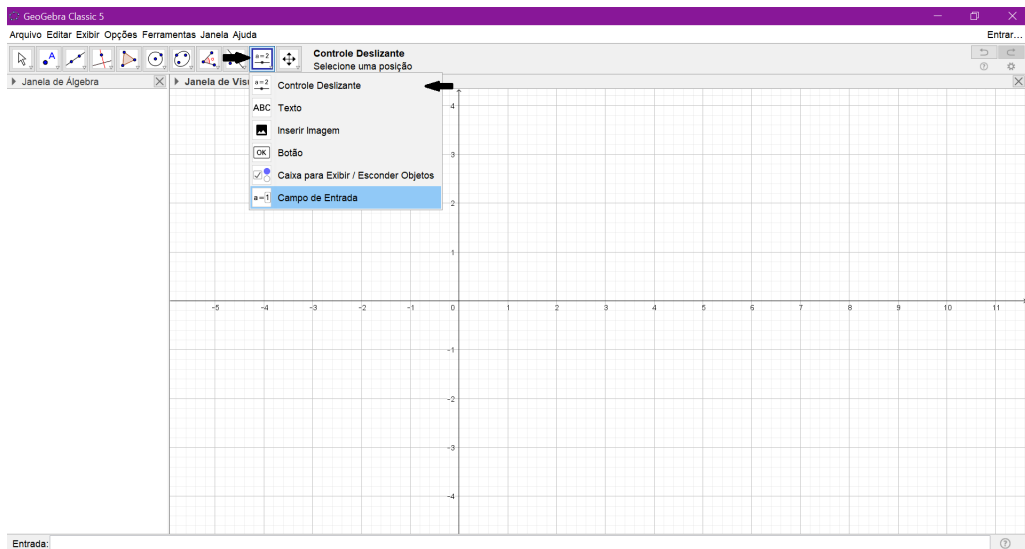 GeoGebra Classic 5
Arquivo Editar Exibir Opções Ferramentas Janela Ajuda
Entrar...
A
a=2
Controle Deslizante
Selecione uma posição
Janela de Álgebra
Janela de Vis
a=2 Controle Deslizante
ABC Texto
Inserir Imagem
OK Botão
Caixa para Exibir / Esconder Objetos
a=1 Campo de Entrada
4
3
2
1
-5 -4 -3 -2 -1 0 1 2 3 4 5 6 7 8 9 10 11
-1
-2
-3
-4
Entrada: